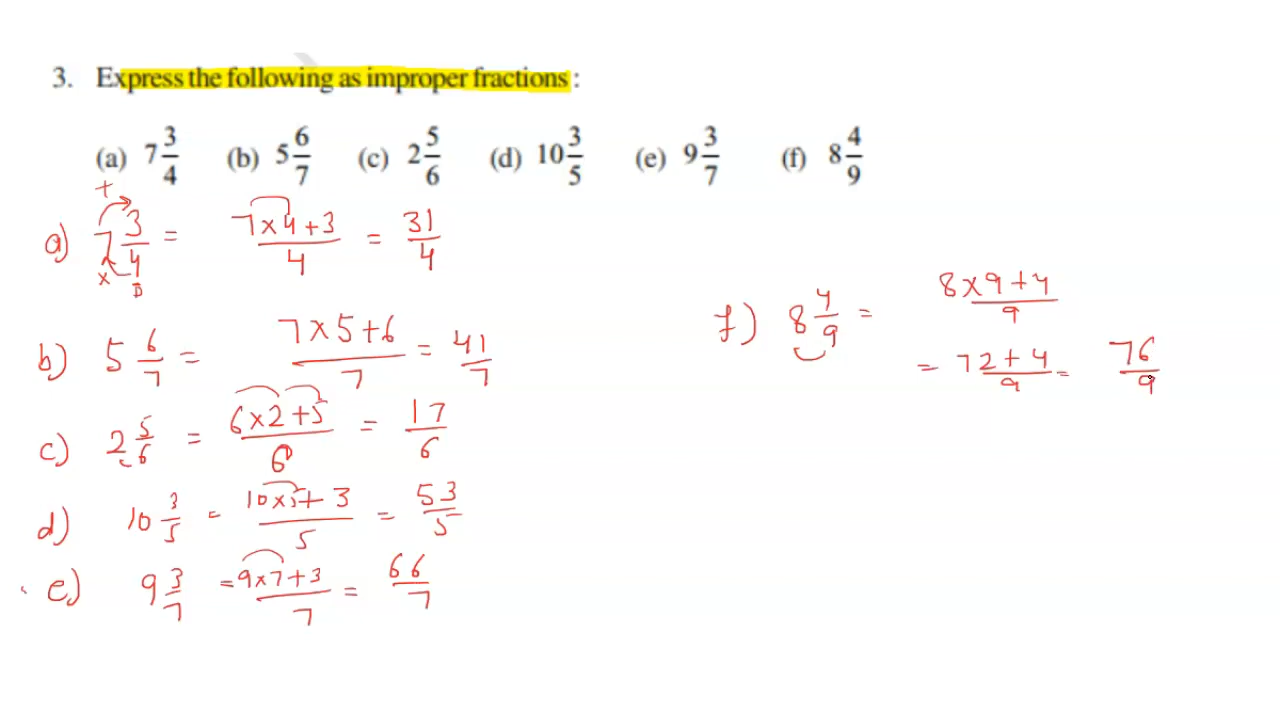 3. Express the following as improper fractions :
(a) 7 3/4 (b) 5 6/7 (c) 2 5/6 (d) 10 3/5 (e) 9 3/7 (f) 8 4/9
a) 7 3/4 = 7×4+3/4 = 31/4
+
×
b) 5 6/7 = 7×5+6/7 = 41/7
c) 2 5/6 = 6×2+5/6 = 17/6
d) 10 3/5 = 10×5+3/5 = 53/5
e) 9 3/7 = 9×7+3/7 = 66/7
f) 8 4/9 = 8×9+4/9
= 72+4/9 = 76/9